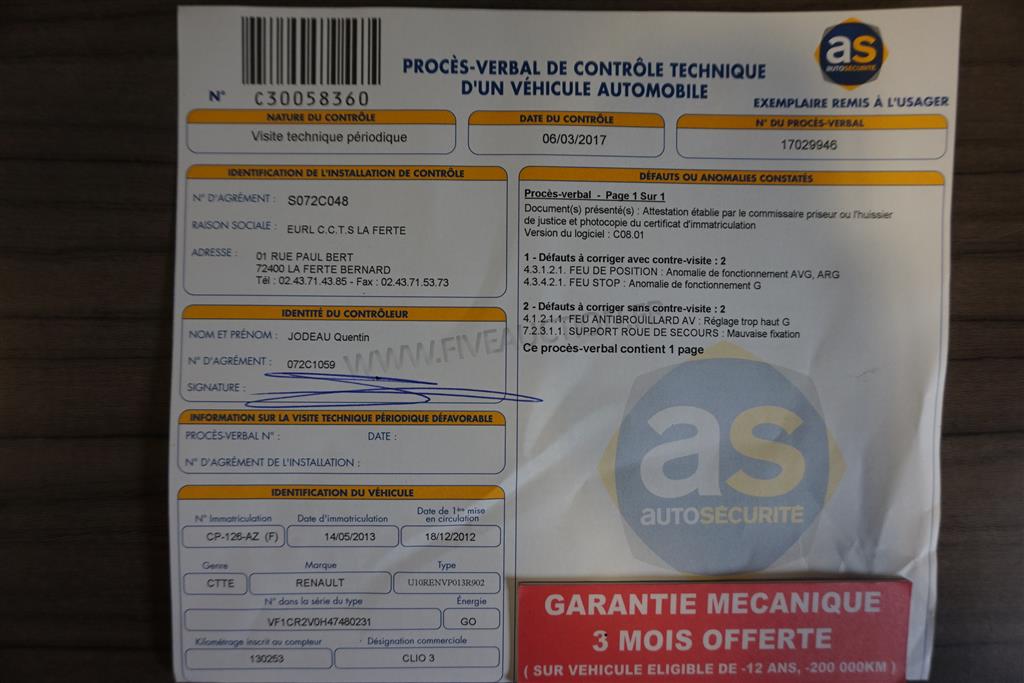 N° C30058360
PROCÈS-VERBAL DE CONTRÔLE TECHNIQUE
D'UN VÉHICULE AUTOMOBILE
as
AUTOSÉCURITÉ
EXEMPLAIRE REMIS À L'USAGER
NATURE DU CONTRÔLE
Visite technique périodique
DATE DU CONTRÔLE
06/03/2017
N° DU PROCÈS-VERBAL
17029946
IDENTIFICATION DE L'INSTALLATION DE CONTRÔLE
N° D'AGRÉMENT : S072C048
RAISON SOCIALE : EURL C.C.T.S LA FERTE
ADRESSE : 01 RUE PAUL BERT
72400 LA FERTE BERNARD
Tél : 02.43.71.43.85 - Fax : 02.43.71.53.73
IDENTITÉ DU CONTRÔLEUR
NOM ET PRÉNOM : JODEAU Quentin
N° D'AGRÉMENT : 072C1059
SIGNATURE :
INFORMATION SUR LA VISITE TECHNIQUE PÉRIODIQUE DÉFAVORABLE
PROCÈS-VERBAL N° : DATE :
N° D'AGRÉMENT DE L'INSTALLATION :
IDENTIFICATION DU VÉHICULE
N° Immatriculation Date d'immatriculation Date de 1ère mise
en circulation
CP-126-AZ (F) 14/05/2013 18/12/2012
Genre Marque Type
CTTE RENAULT U10RENVP013R902
N° dans la série du type Énergie
VF1CR2V0H47480231 GO
Kilométrage inscrit au compteur Désignation commerciale
130253 CLIO 3
DÉFAUTS OU ANOMALIES CONSTATÉS
Procès-verbal - Page 1 Sur 1
Document(s) présenté(s) : Attestation établie par le commissaire priseur ou l'huissier
de justice et photocopie du certificat d'immatriculation
Version du logiciel : C08.01
1 - Défauts à corriger avec contre-visite : 2
4.3.1.2.1. FEU DE POSITION : Anomalie de fonctionnement AVG, ARG
4.3.4.2.1. FEU STOP : Anomalie de fonctionnement G
2 - Défauts à corriger sans contre-visite : 2
4.1.2.1.1. FEU ANTIBROUILLARD AV : Réglage trop haut G
7.2.3.1.1. SUPPORT ROUE DE SECOURS : Mauvaise fixation
Ce procès-verbal contient 1 page
as
AUTOSÉCURITÉ
GARANTIE MECANIQUE
3 MOIS OFFERTE
( SUR VEHICULE ELIGIBLE DE -12 ANS, -200 000KM )